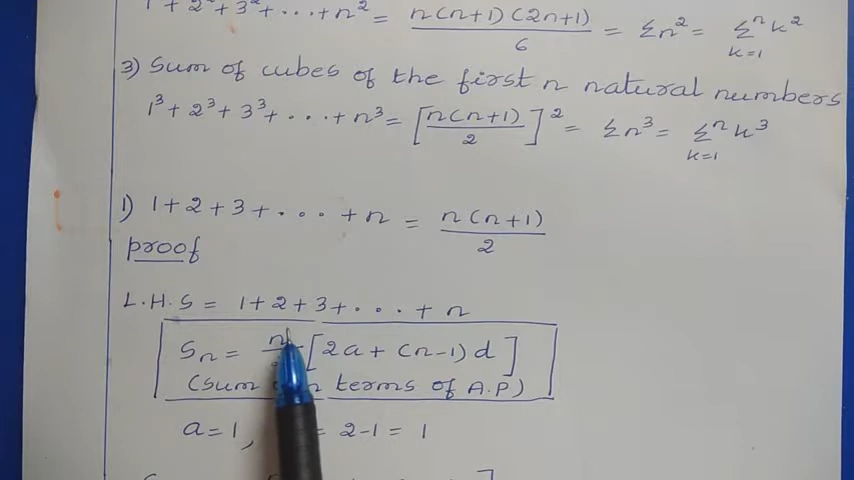 1 + 2² + 3² + . . . + n² = n(n+1)(2n+1)/6 = Σn² = Σⁿₖ₌₁ k²
3) Sum of cubes of the first n natural numbers
1³ + 2³ + 3³ + . . . + n³ = [n(n+1)/2]² = Σn³ = Σⁿₖ₌₁ k³
1) 1 + 2 + 3 + . . . + n = n(n+1)/2
proof
L.H.S = 1 + 2 + 3 + . . . + n
Sₙ = n [2a + (n-1)d]
(Sum n terms of A.P)
a = 1, = 2-1 = 1